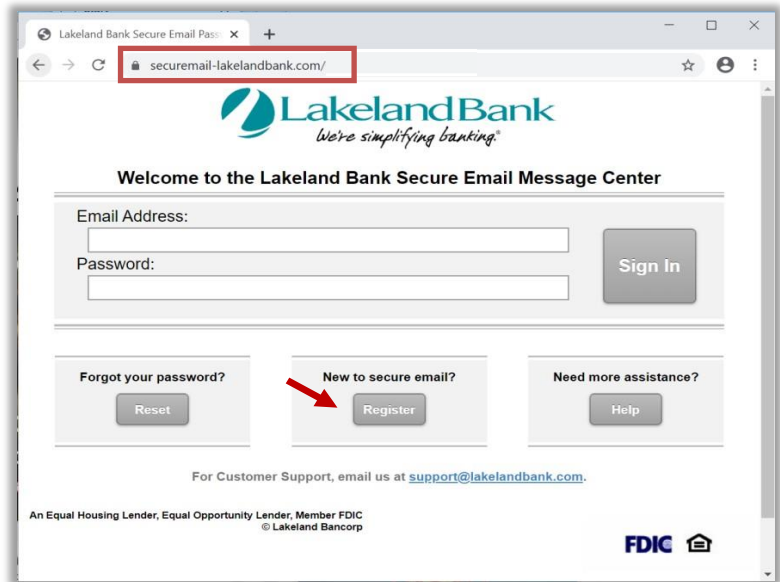 Lakeland Bank Secure Email Pass
securemail-lakelandbank.com/
Lakeland Bank
We're simplifying banking.®
Welcome to the Lakeland Bank Secure Email Message Center
Email Address:
Password:
Sign In
Forgot your password?
Reset
New to secure email?
Register
Need more assistance?
Help
For Customer Support, email us at support@lakelandbank.com.
An Equal Housing Lender, Equal Opportunity Lender, Member FDIC
© Lakeland Bancorp
FDIC